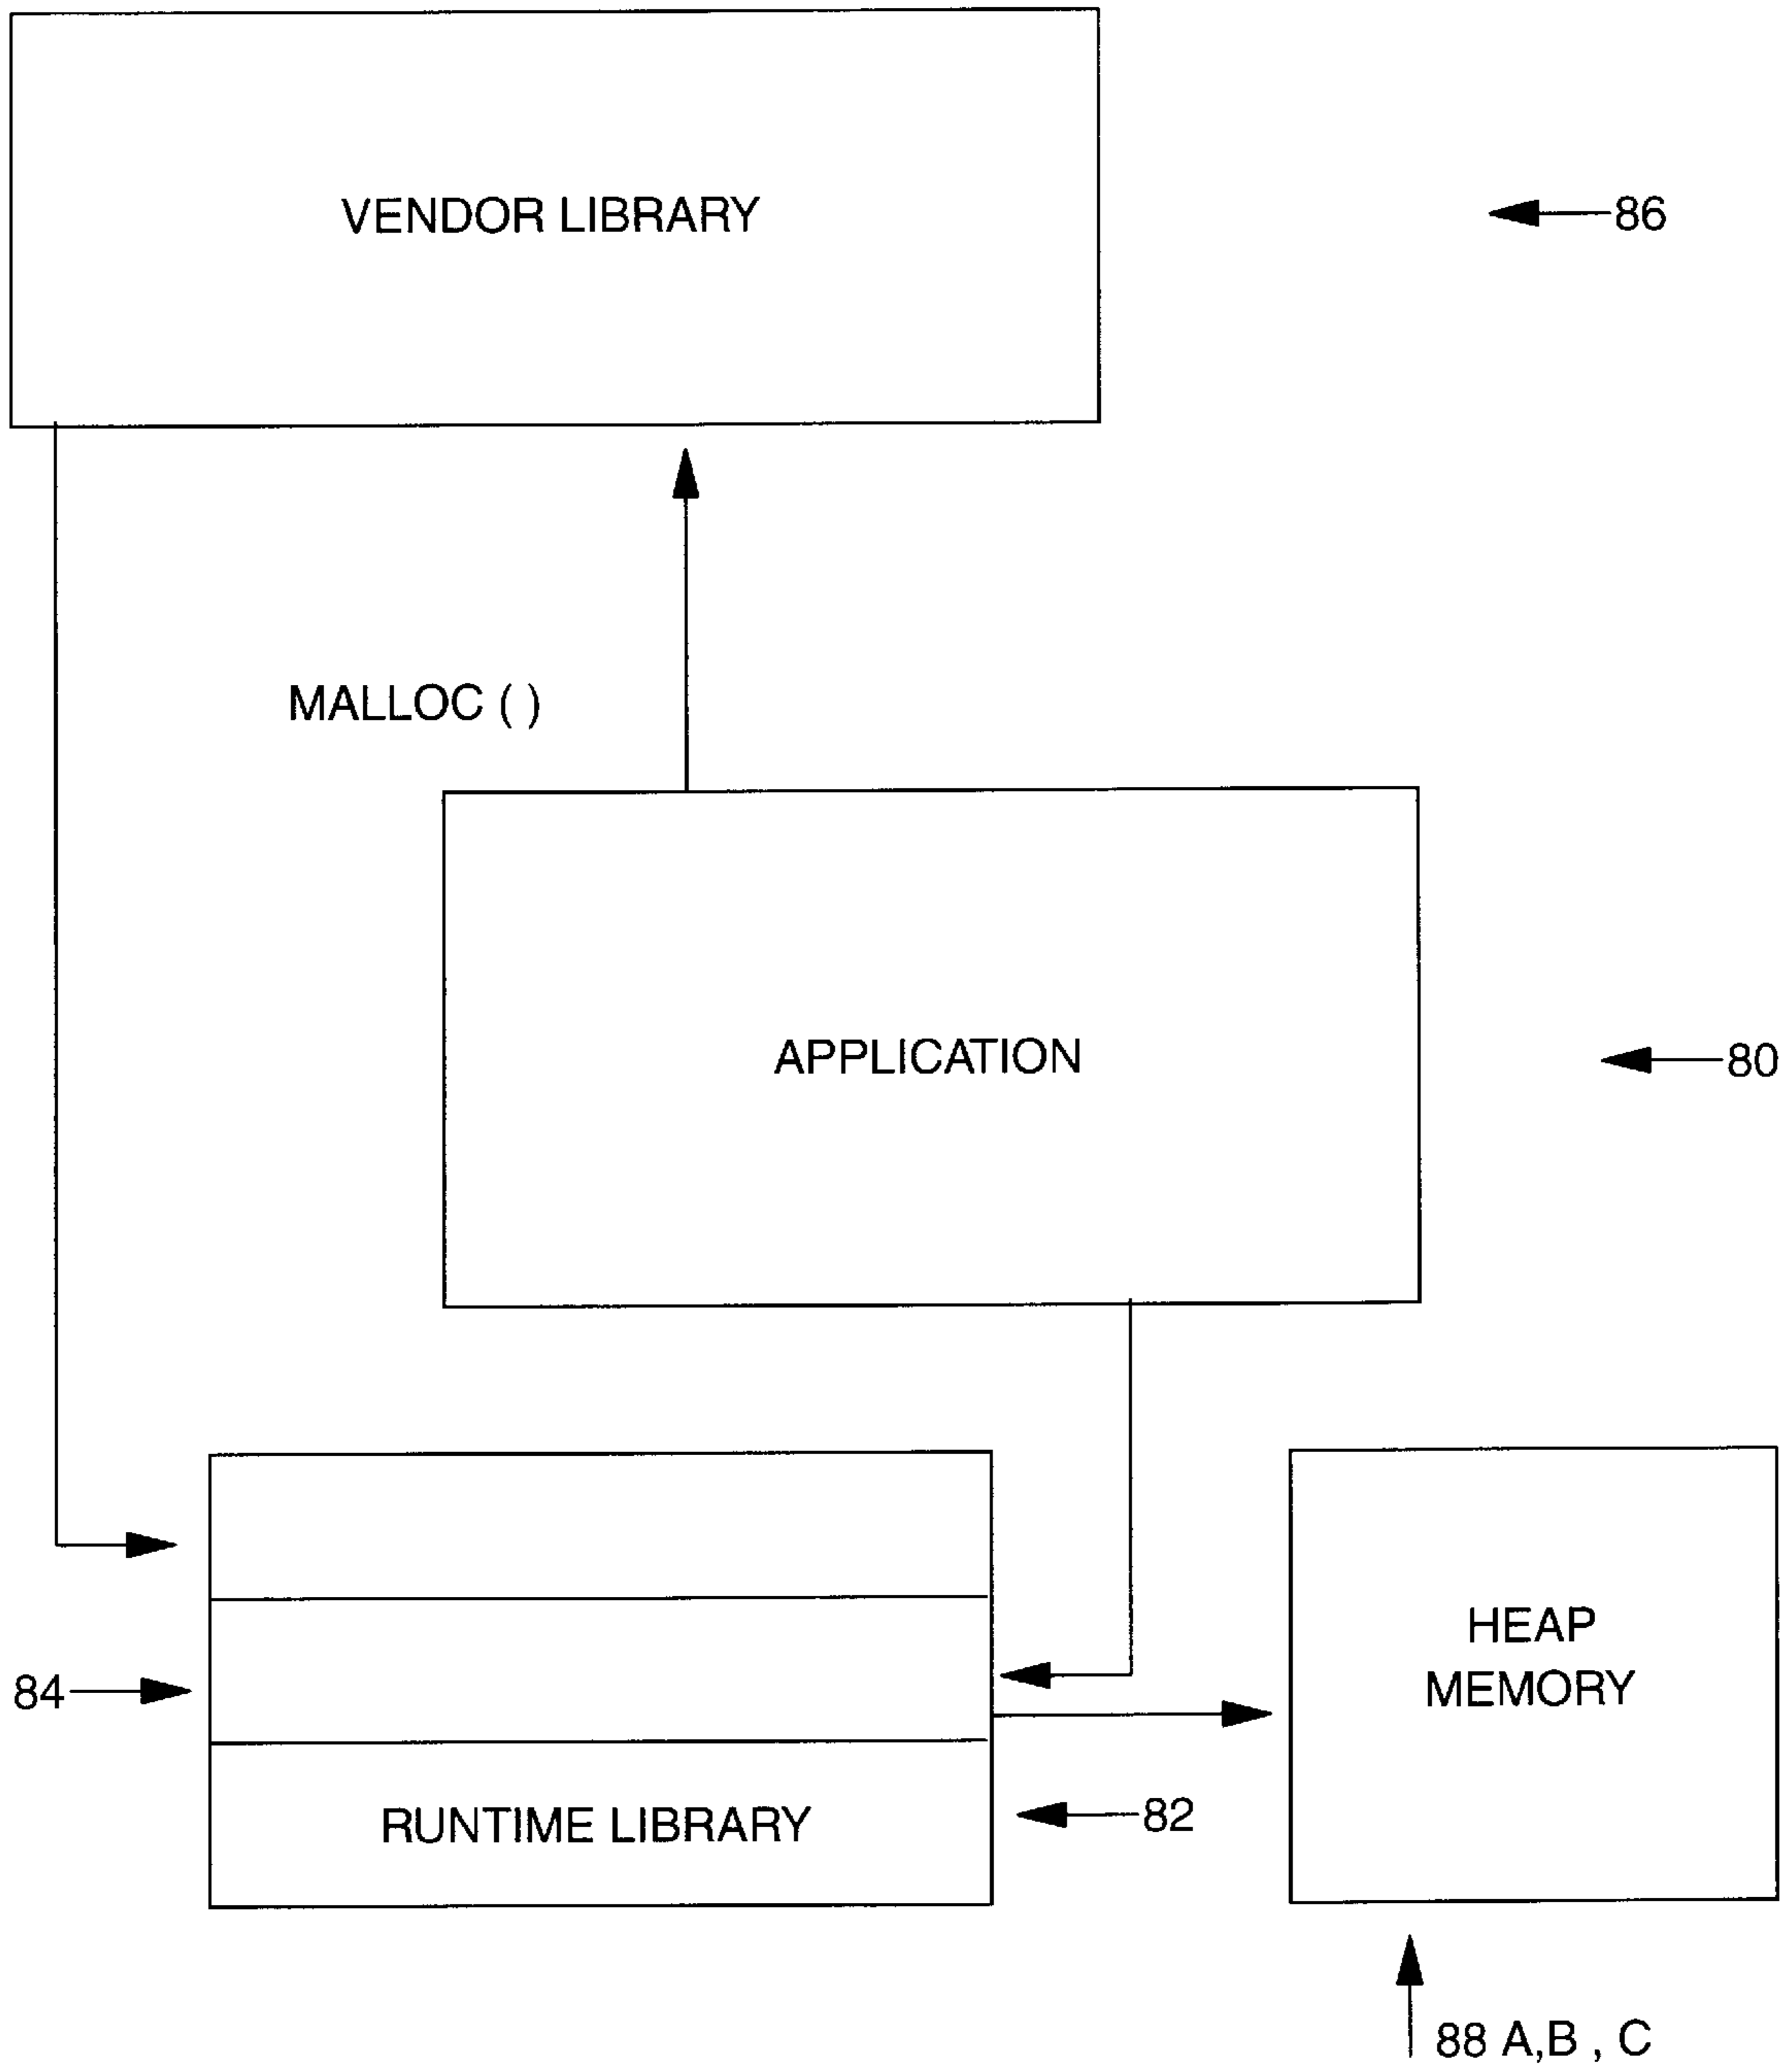 VENDOR LIBRARY
86
MALLOC ( )
APPLICATION
80
HEAP
MEMORY
84
RUNTIME LIBRARY
82
88 A,B , C